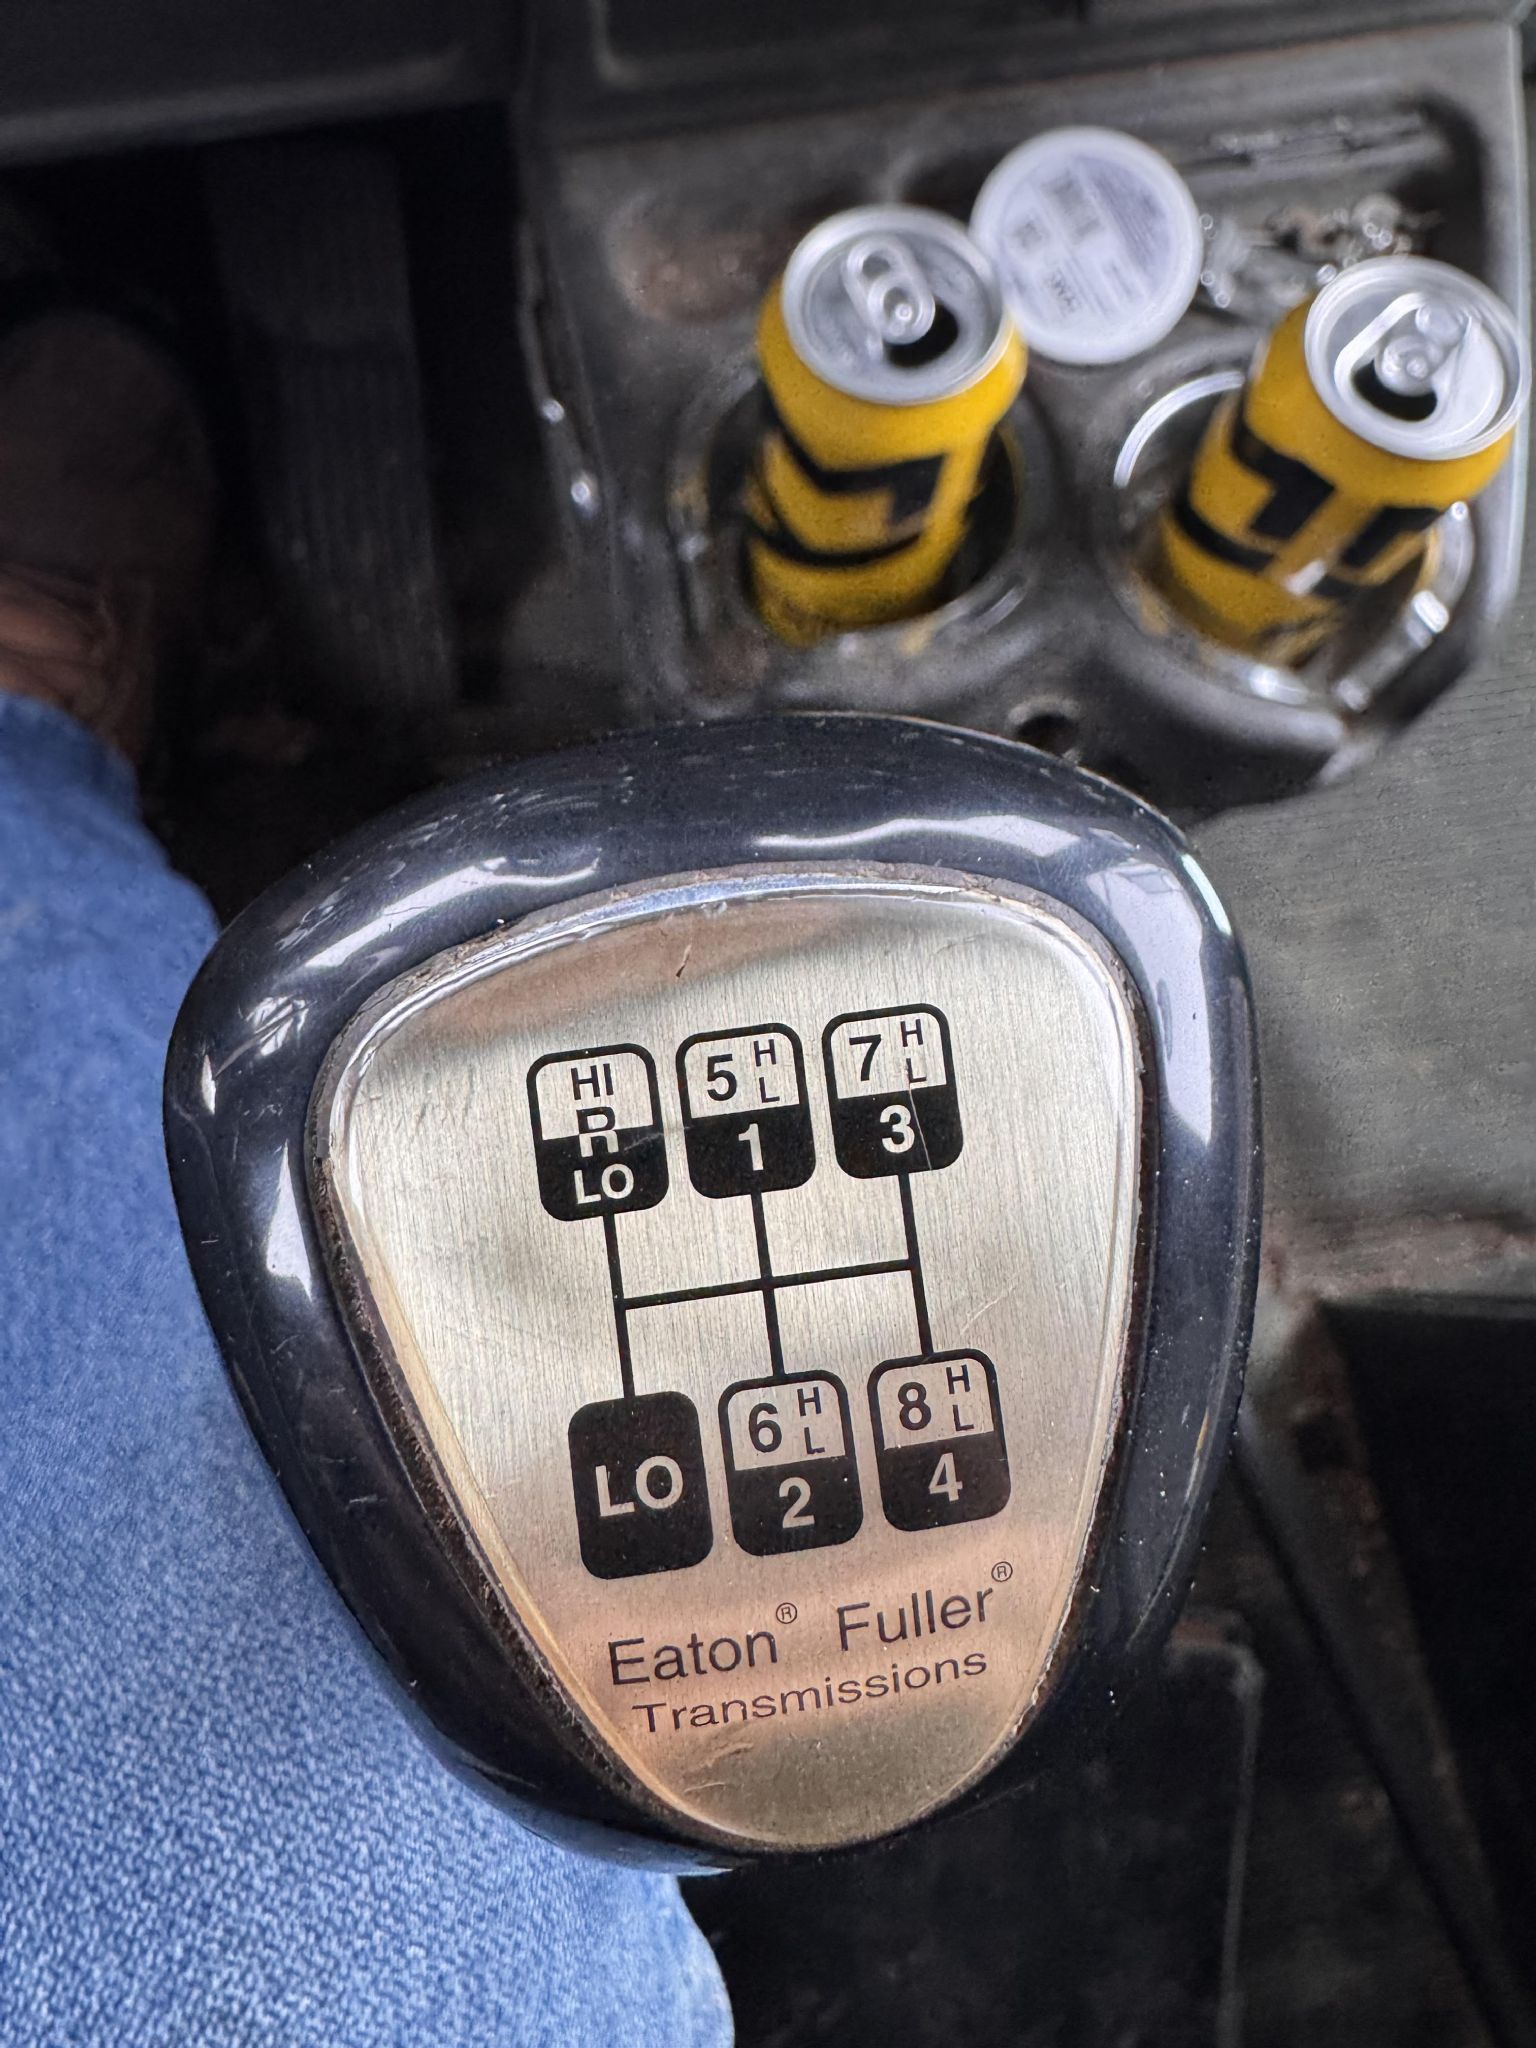 HI
R
LO
5 H
L
1
7 H
L
3
LO
6 H
L
2
8 H
L
4
Eaton® Fuller®
Transmissions